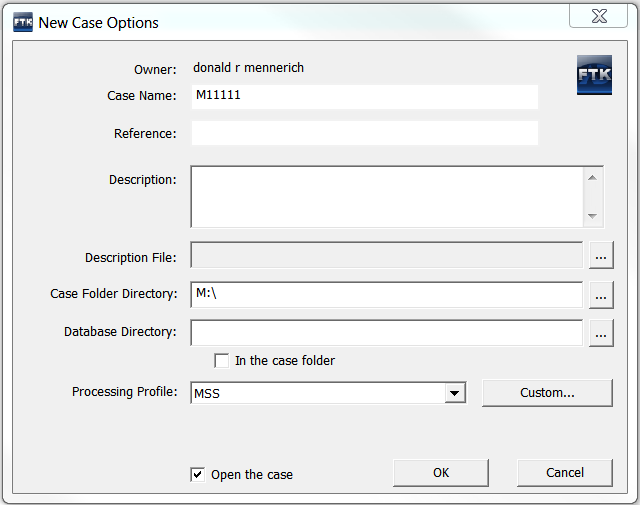 FTK New Case Options
Owner: donald r mennerich
FTK
Case Name: M11111
Reference:
Description:
Description File: ...
Case Folder Directory: M:\ ...
Database Directory: ...
In the case folder
Processing Profile: MSS Custom...
Open the case OK Cancel